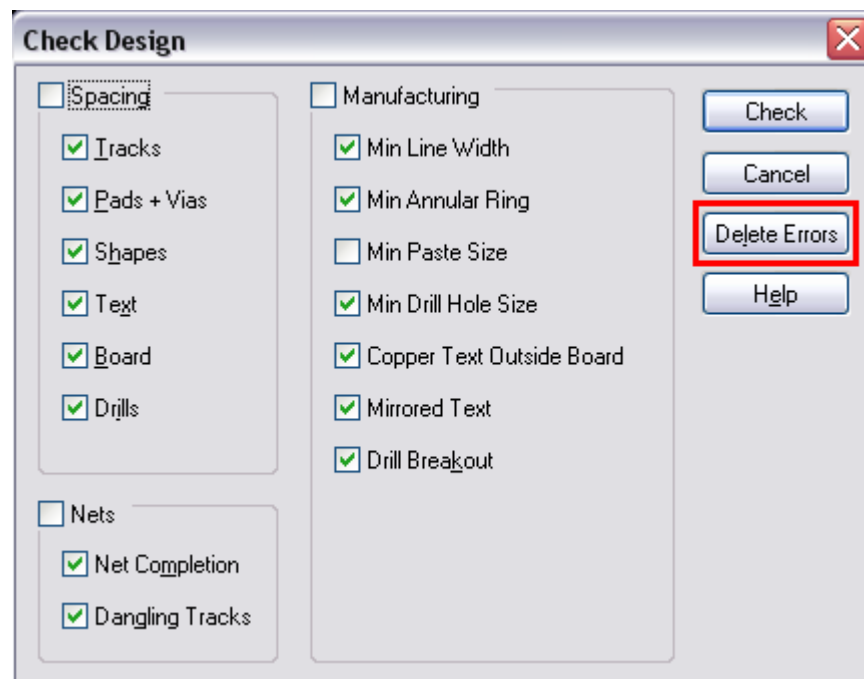 Check Design
Spacing
Tracks
Pads + Vias
Shapes
Text
Board
Drills
Nets
Net Completion
Dangling Tracks
Manufacturing
Min Line Width
Min Annular Ring
Min Paste Size
Min Drill Hole Size
Copper Text Outside Board
Mirrored Text
Drill Breakout
Check
Cancel
Delete Errors
Help